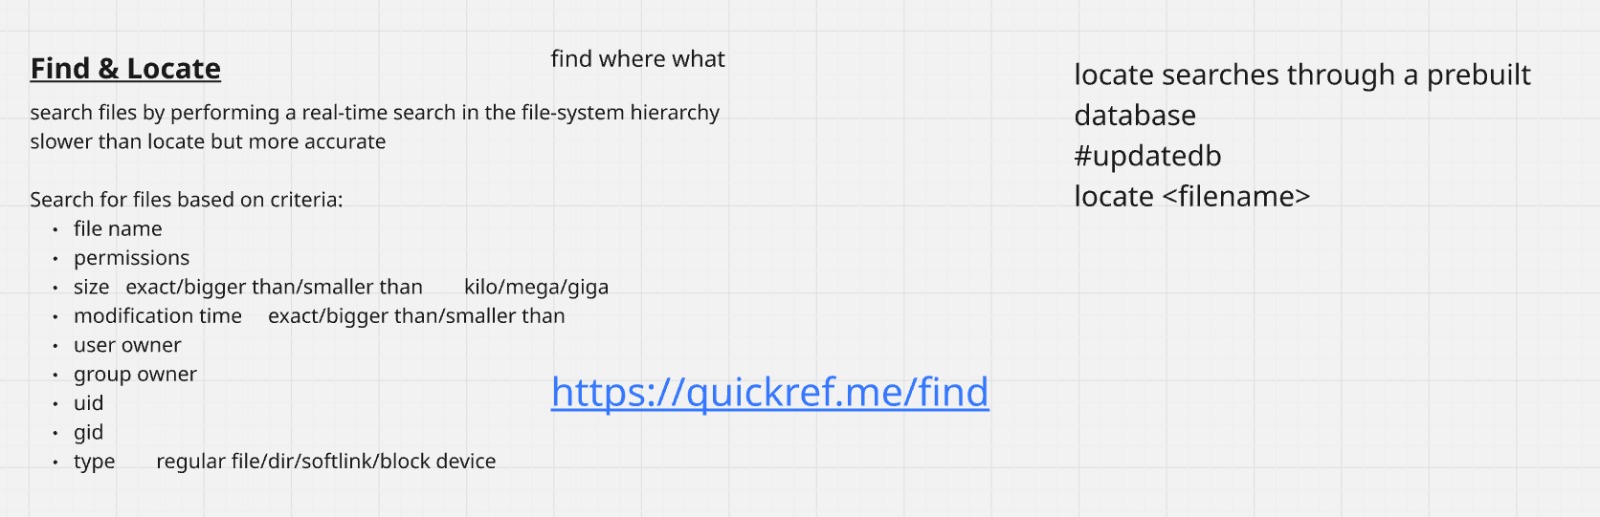 Find & Locate
find where what
search files by performing a real-time search in the file-system hierarchy
slower than locate but more accurate
Search for files based on criteria:
• file name
• permissions
• size exact/bigger than/smaller than kilo/mega/giga
• modification time exact/bigger than/smaller than
• user owner
• group owner
• uid
• gid
• type regular file/dir/softlink/block device
https://quickref.me/find
locate searches through a prebuilt
database
#updatedb
locate <filename>